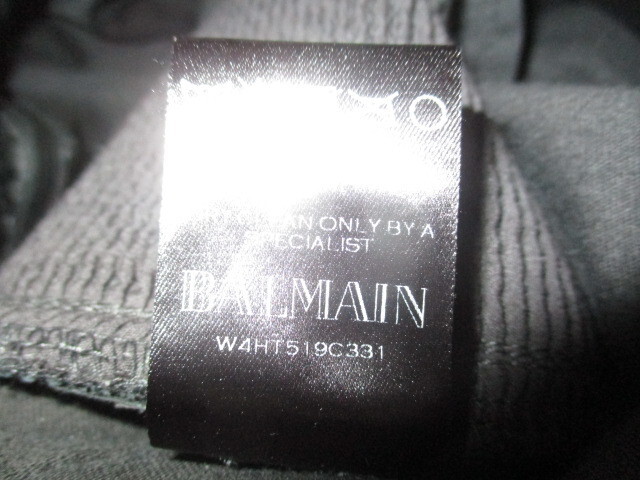 ONLY BY A
SPECIALIST
BALMAIN
W4HT519C331